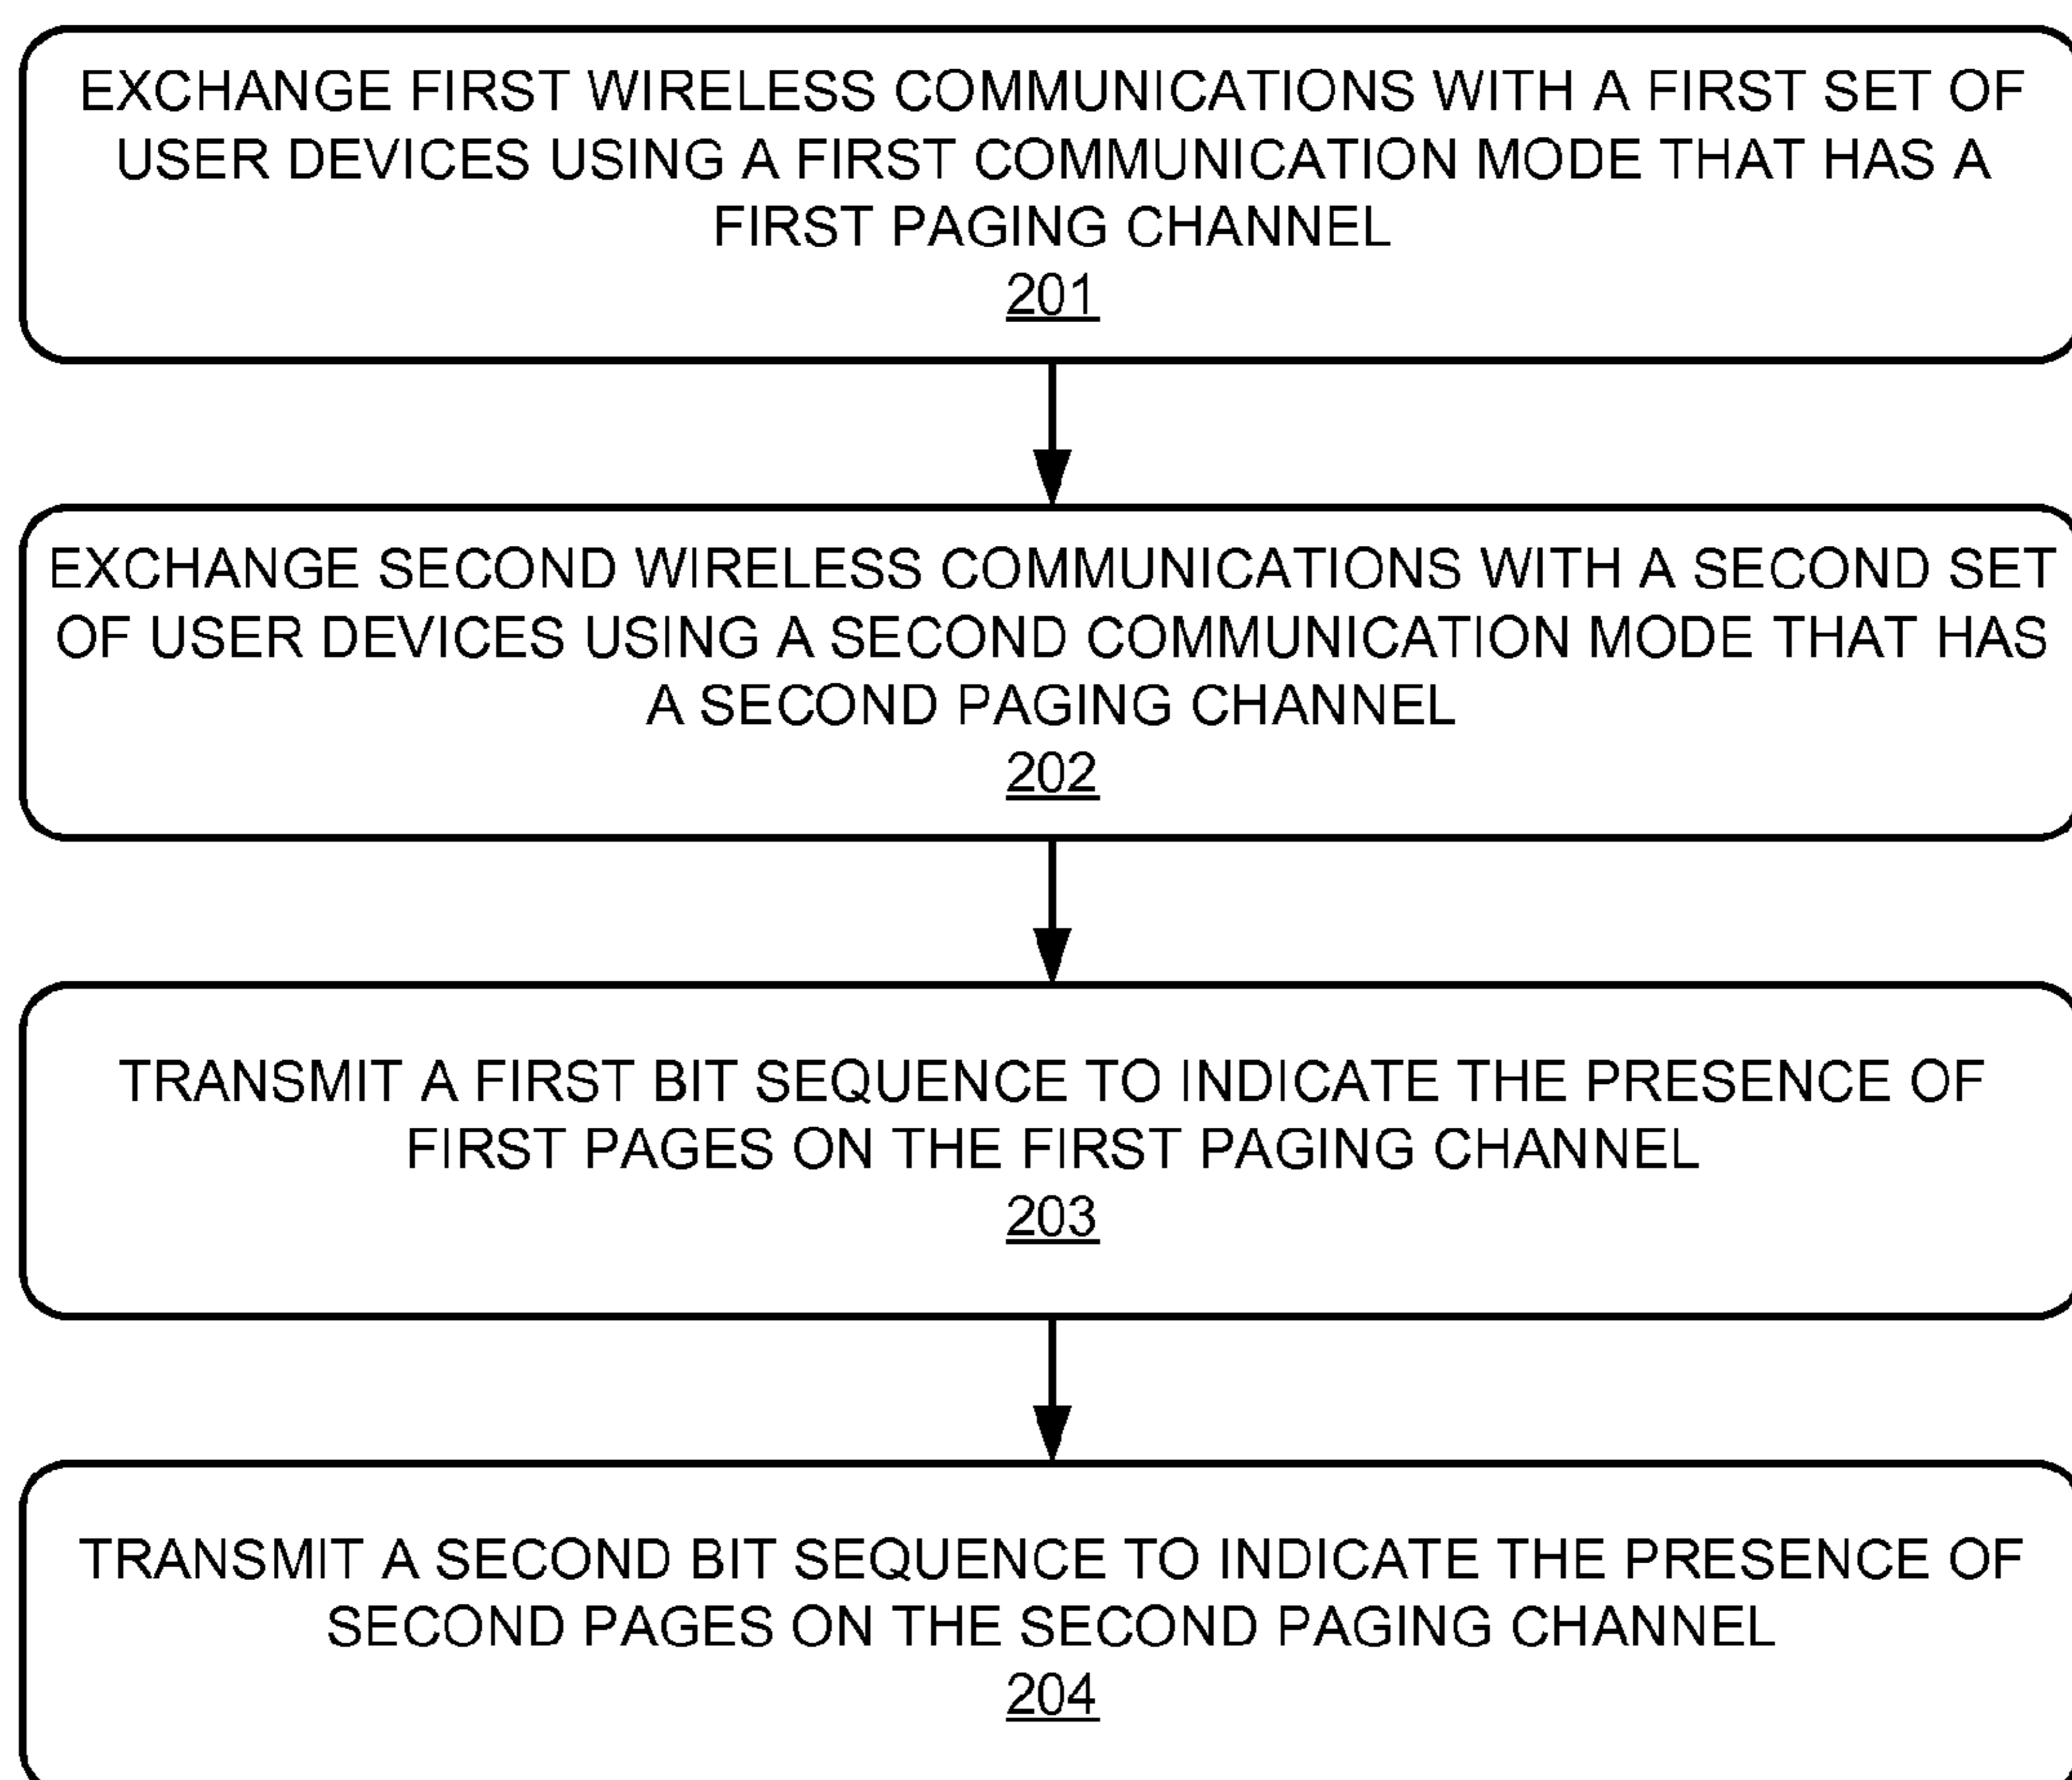 EXCHANGE FIRST WIRELESS COMMUNICATIONS WITH A FIRST SET OF
USER DEVICES USING A FIRST COMMUNICATION MODE THAT HAS A
FIRST PAGING CHANNEL
201
EXCHANGE SECOND WIRELESS COMMUNICATIONS WITH A SECOND SET
OF USER DEVICES USING A SECOND COMMUNICATION MODE THAT HAS
A SECOND PAGING CHANNEL
202
TRANSMIT A FIRST BIT SEQUENCE TO INDICATE THE PRESENCE OF
FIRST PAGES ON THE FIRST PAGING CHANNEL
203
TRANSMIT A SECOND BIT SEQUENCE TO INDICATE THE PRESENCE OF
SECOND PAGES ON THE SECOND PAGING CHANNEL
204